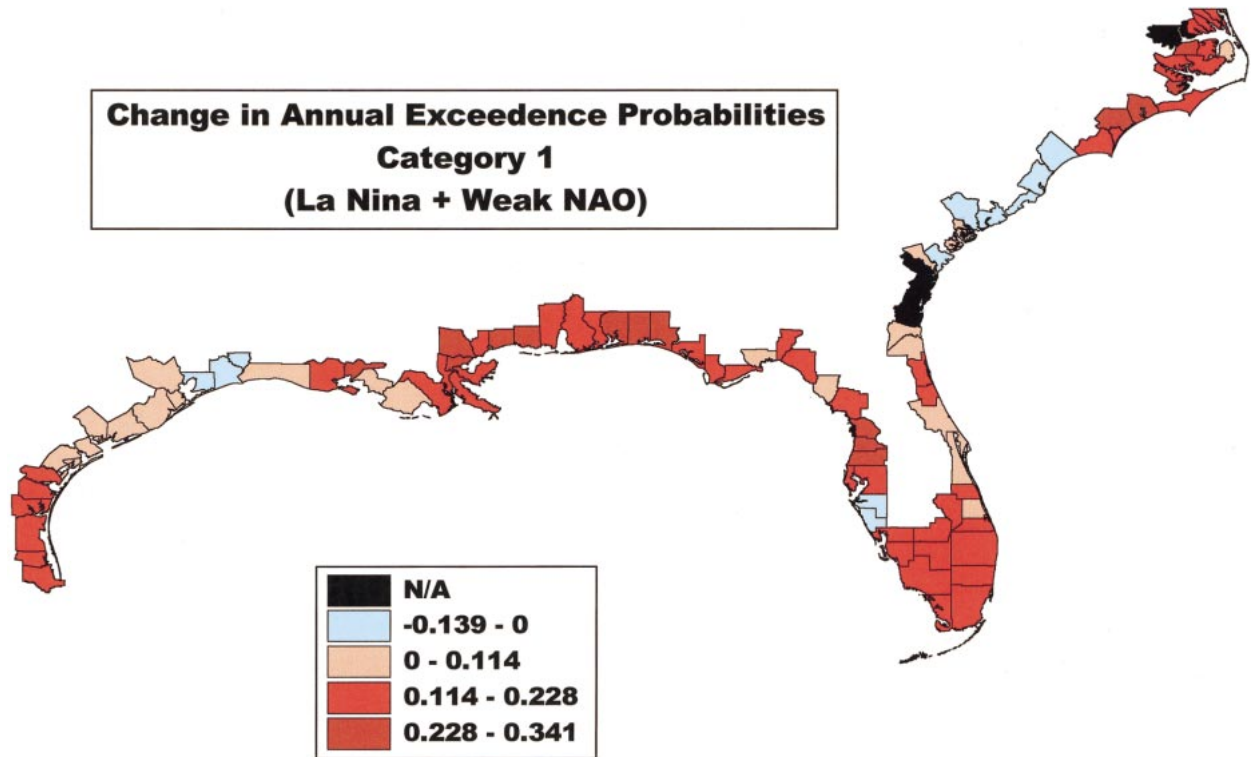 Change in Annual Exceedence Probabilities
Category 1
(La Nina + Weak NAO)
N/A
-0.139 - 0
0 - 0.114
0.114 - 0.228
0.228 - 0.341